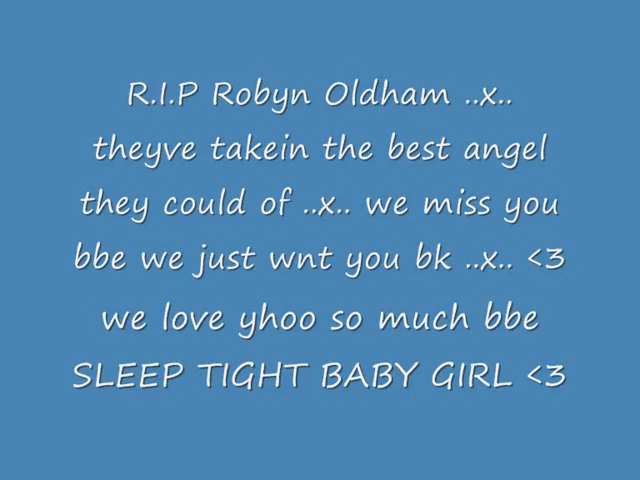 R.I.P Robyn Oldham ..x..
theyve takein the best angel
they could of ..x.. we miss you
bbe we just wnt you bk ..x.. <3
we love yhoo so much bbe
SLEEP TIGHT BABY GIRL <3